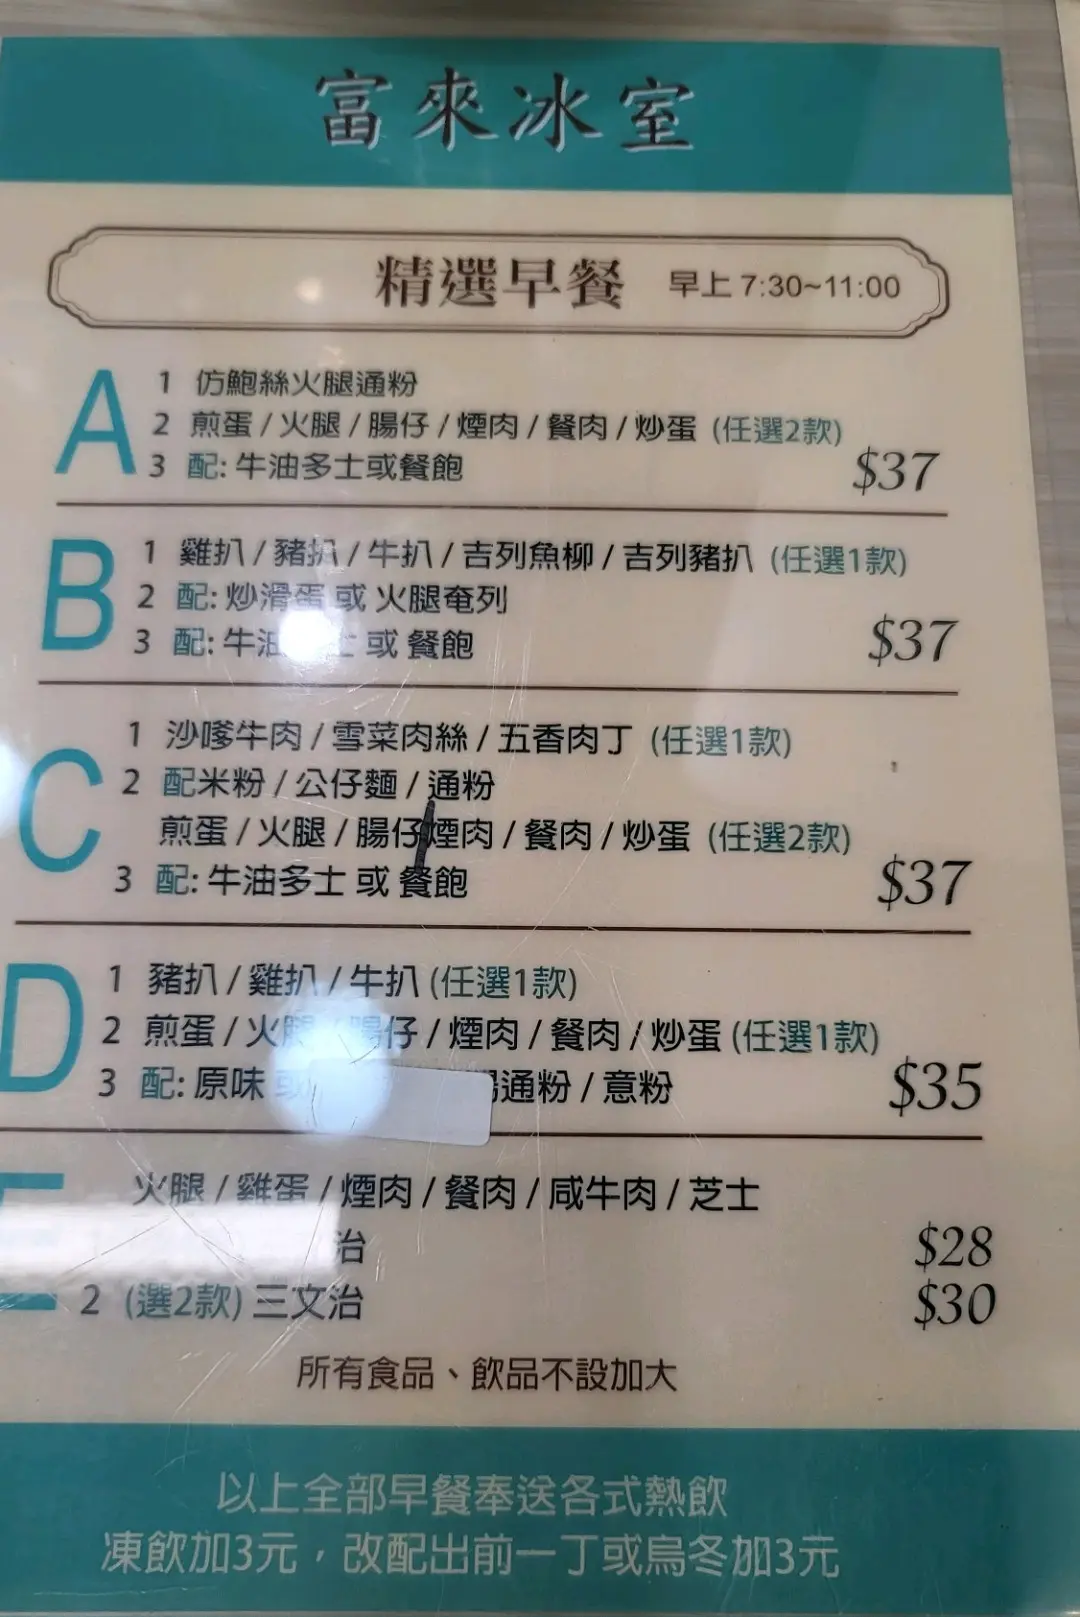 富來冰室
精選早餐 早上 7:30~11:00
A
1 仿鮑絲火腿通粉
2 煎蛋 / 火腿 / 腸仔 / 煙肉 / 餐肉 / 炒蛋 (任選2款)
3 配: 牛油多士或餐飽
$37
B
1 雞扒 / 豬扒 / 牛扒 / 吉列魚柳 / 吉列豬扒 (任選1款)
2 配: 炒滑蛋 或 火腿奄列
3 配: 牛油 士 或 餐飽
$37
C
1 沙嗲牛肉 / 雪菜肉絲 / 五香肉丁 (任選1款)
2 配米粉 / 公仔麵 / 通粉
煎蛋 / 火腿 / 腸仔 煙肉 / 餐肉 / 炒蛋 (任選2款)
3 配: 牛油多士 或 餐飽
$37
D
1 豬扒 / 雞扒 / 牛扒 (任選1款)
2 煎蛋 / 火腿 腸仔 / 煙肉 / 餐肉 / 炒蛋 (任選1款)
3 配: 原味 或 湯通粉 / 意粉
$35
火腿 / 雞蛋 / 煙肉 / 餐肉 / 咸牛肉 / 芝士
治 $28
2 (選2款) 三文治 $30
所有食品、飲品不設加大
以上全部早餐奉送各式熱飲
凍飲加3元，改配出前一丁或烏冬加3元